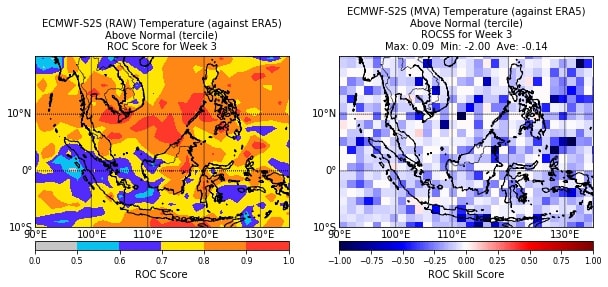 ECMWF-S2S (RAW) Temperature (against ERA5)
Above Normal (tercile)
ROC Score for Week 3
10°N
0°
10°S
90°E 100°E 110°E 120°E 130°E
0.0 0.5 0.6 0.7 0.8 0.9 1.0
ROC Score
ECMWF-S2S (MVA) Temperature (against ERA5)
Above Normal (tercile)
ROCSS for Week 3
Max: 0.09 Min: -2.00 Ave: -0.14
10°N
0°
10°S
90°E 100°E 110°E 120°E 130°E
−1.00 −0.75 −0.50 −0.25 0.00 0.25 0.50 0.75 1.00
ROC Skill Score